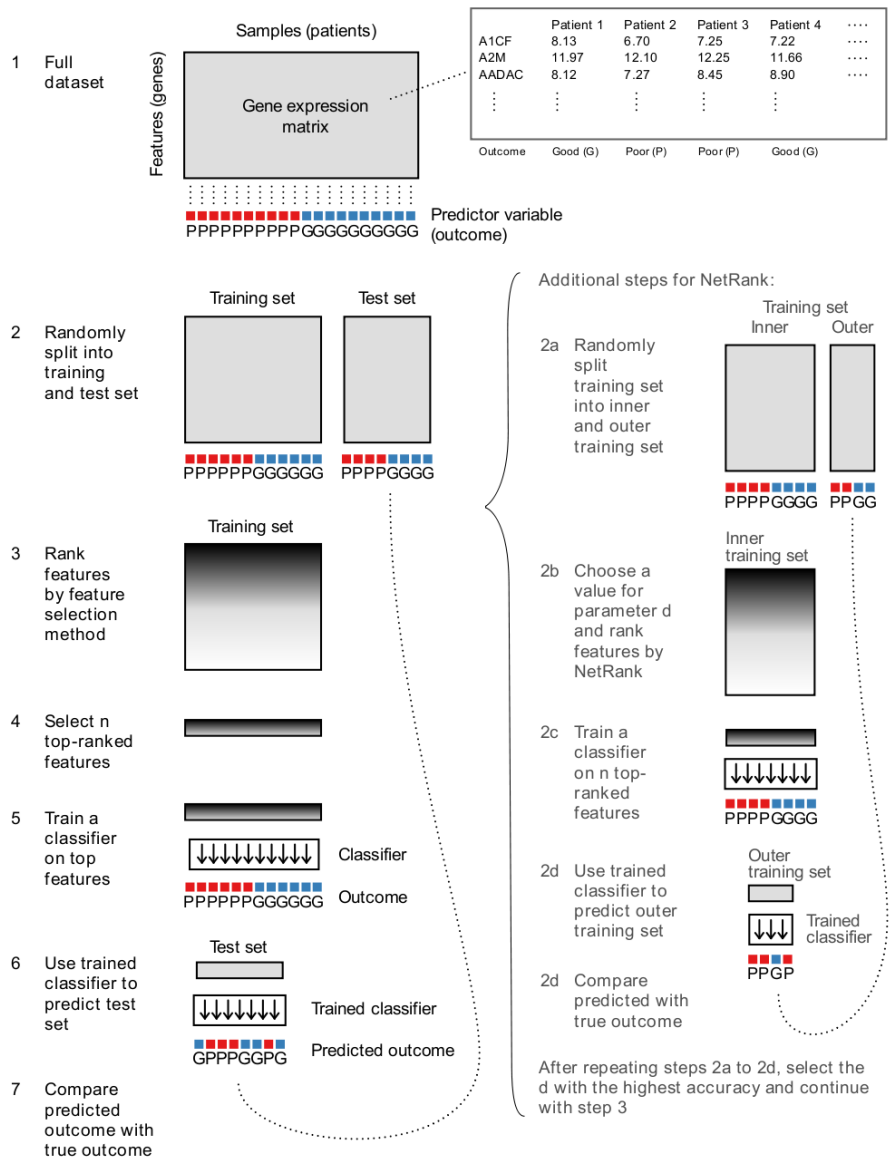 Samples (patients)
1 Full
dataset
Features (genes)
Gene expression
matrix
Patient 1 Patient 2 Patient 3 Patient 4 ····
A1CF 8.13 6.70 7.25 7.22 ····
A2M 11.97 12.10 12.25 11.66 ····
AADAC 8.12 7.27 8.45 8.90 ····
Outcome Good (G) Poor (P) Poor (P) Good (G)
PPPPPPPPPPGGGGGGGGGG
Predictor variable
(outcome)
Training set Test set
2 Randomly
split into
training
and test set
PPPPPPGGGGGG PPPPGGGG
Training set
3 Rank
features
by feature
selection
method
4 Select n
top-ranked
features
5 Train a
classifier
on top
features
Classifier
PPPPPPGGGGGG Outcome
Test set
6 Use trained
classifier to
predict test
set
Trained classifier
GPPPGGPG Predicted outcome
7 Compare
predicted
outcome with
true outcome
Additional steps for NetRank:
Training set
Inner Outer
2a Randomly
split
training set
into inner
and outer
training set
PPPPGGGG PPGG
Inner
training set
2b Choose a
value for
parameter d
and rank
features by
NetRank
2c Train a
classifier
on n top-
ranked
features
PPPPGGGG
Outer
training set
2d Use trained
classifier to
predict outer
training set
Trained
classifier
PPGP
2d Compare
predicted with
true outcome
After repeating steps 2a to 2d, select the
d with the highest accuracy and continue
with step 3